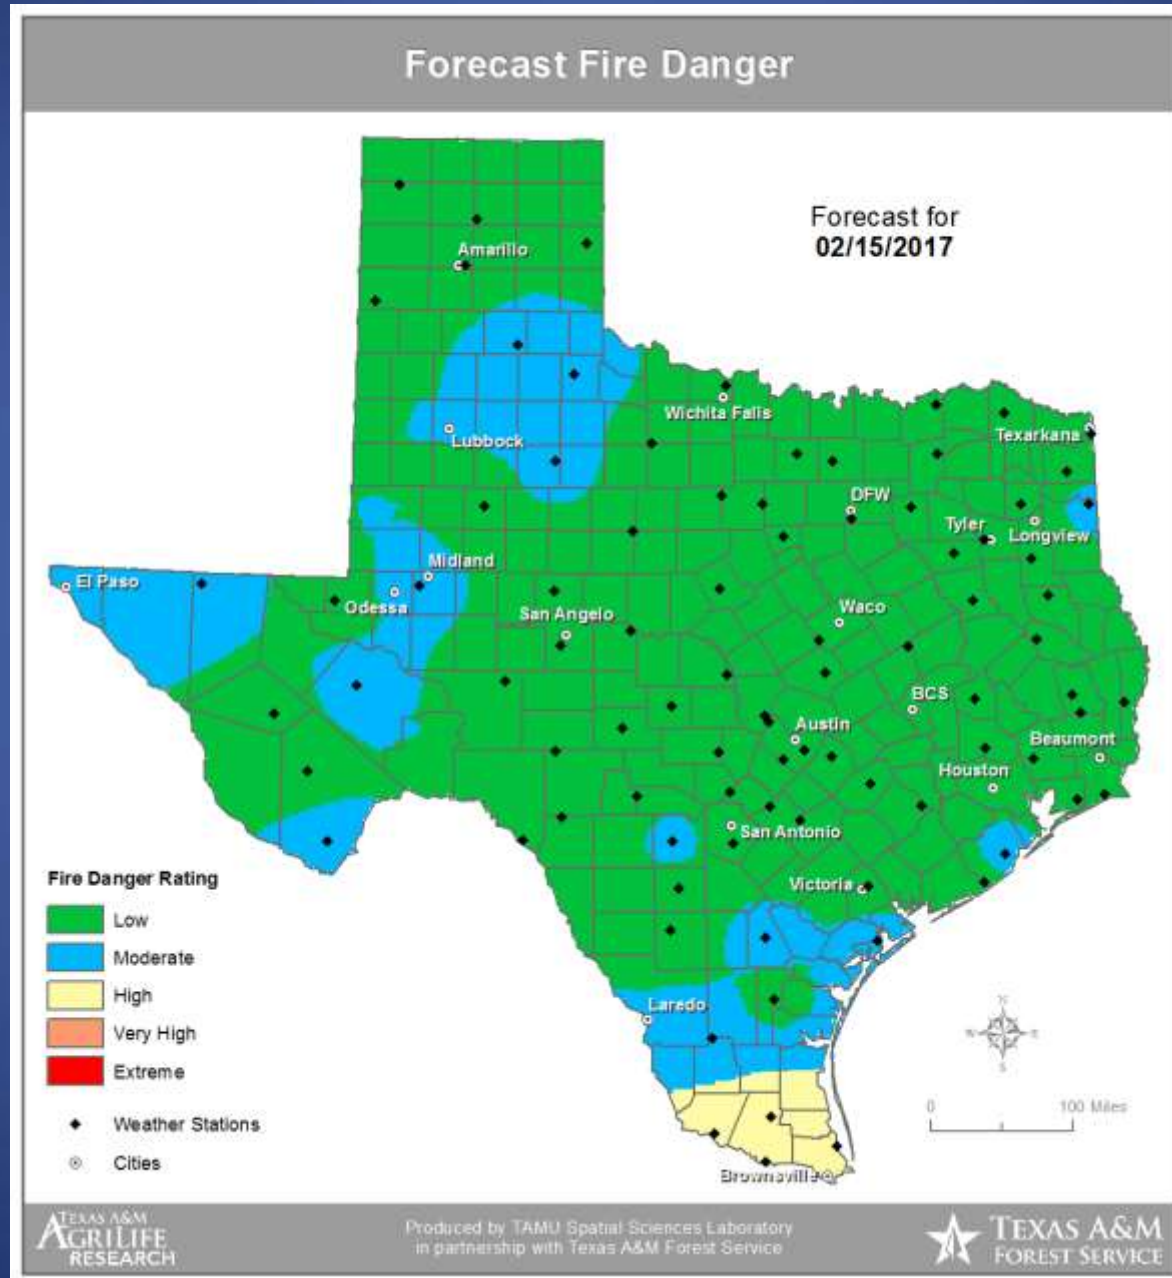 Forecast Fire Danger
Forecast for
02/15/2017
Amarillo
Wichita Falls
Lubbock
Texarkana
DFW
Tyler
Longview
Midland
El Paso
Odessa
San Angelo
Waco
BCS
Austin
Beaumont
Houston
San Antonio
Victoria
Laredo
Brownsville
Fire Danger Rating
Low
Moderate
High
Very High
Extreme
Weather Stations
Cities
N
W E
S
0 100 Miles
TEXAS A&M
AGRILIFE
RESEARCH
Produced by TAMU Spatial Sciences Laboratory
in partnership with Texas A&M Forest Service
TEXAS A&M
FOREST SERVICE